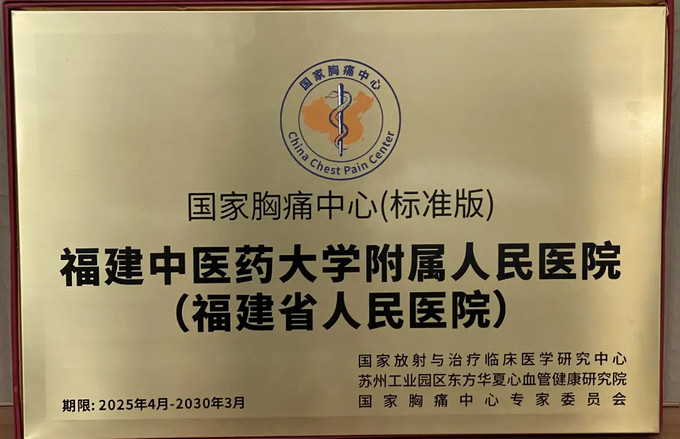 国家胸痛中心
China Chest Pain Center
国家胸痛中心(标准版)
福建中医药大学附属人民医院
（福建省人民医院）
国家放射与治疗临床医学研究中心
苏州工业园区东方华夏心血管健康研究院
期限: 2025年4月-2030年3月
国家胸痛中心专家委员会